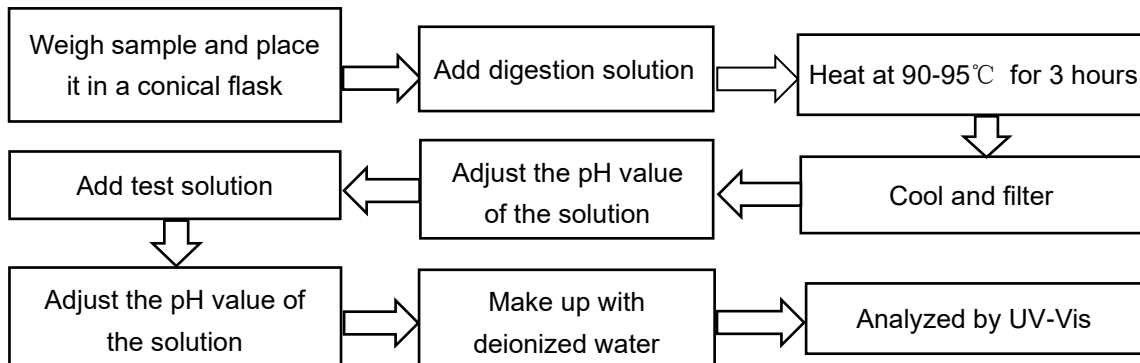 Weigh sample and place
it in a conical flask
Add digestion solution
Heat at 90-95℃ for 3 hours
Cool and filter
Adjust the pH value
of the solution
Add test solution
Adjust the pH value of
the solution
Make up with
deionized water
Analyzed by UV-Vis